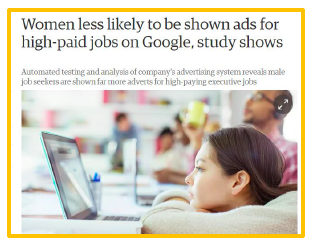 Women less likely to be shown ads for
high-paid jobs on Google, study shows
Automated testing and analysis of company's advertising system reveals male
job seekers are shown far more adverts for high-paying executive jobs